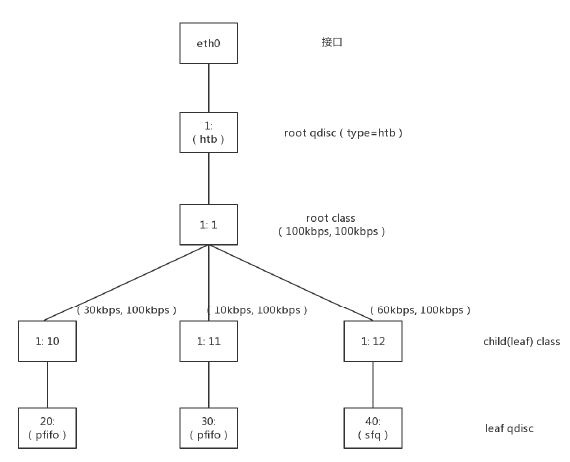 eth0
接口
1:
( htb )
root qdisc ( type=htb )
1: 1
root class
( 100kbps, 100kbps )
( 30kbps, 100kbps )
( 10kbps, 100kbps )
( 60kbps, 100kbps )
1: 10
1: 11
1: 12
child(leaf) class
20:
( pfifo )
30:
( pfifo )
40:
( sfq )
leaf qdisc